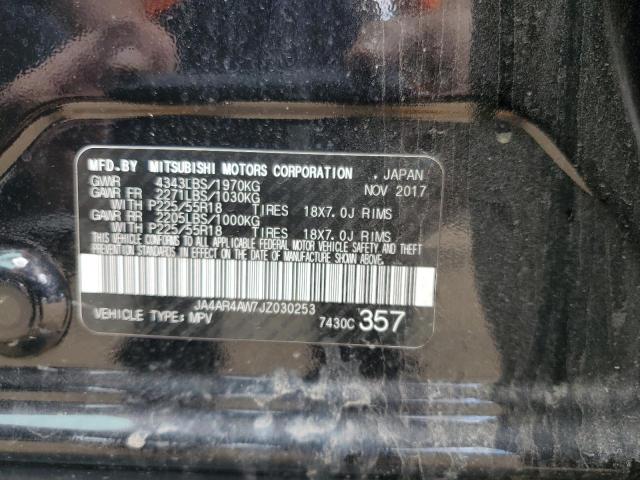 MFD.BY MITSUBISHI MOTORS CORPORATION . JAPAN
GVWR 4343LBS/1970KG NOV 2017
GAWR FR 2271LBS/1030KG
WITH P225/55R18 TIRES 18X7.0J RIMS
GAWR RR 2205LBS/1000KG
WITH P225/55R18 TIRES 18X7.0J RIMS
THIS VEHICLE CONFORMS TO ALL APPLICABLE FEDERAL MOTOR VEHICLE SAFETY AND THEFT
PREVENTION STANDARDS IN EFFECT ON THE DATE OF MANUFACTURE SHOWN ABOVE.
JA4AR4AW7JZ030253
VEHICLE TYPE: MPV 7430C 357